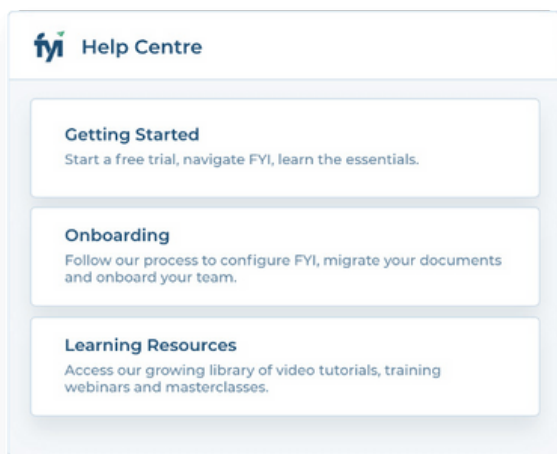 fyi Help Centre
Getting Started
Start a free trial, navigate FYI, learn the essentials.
Onboarding
Follow our process to configure FYI, migrate your documents
and onboard your team.
Learning Resources
Access our growing library of video tutorials, training
webinars and masterclasses.